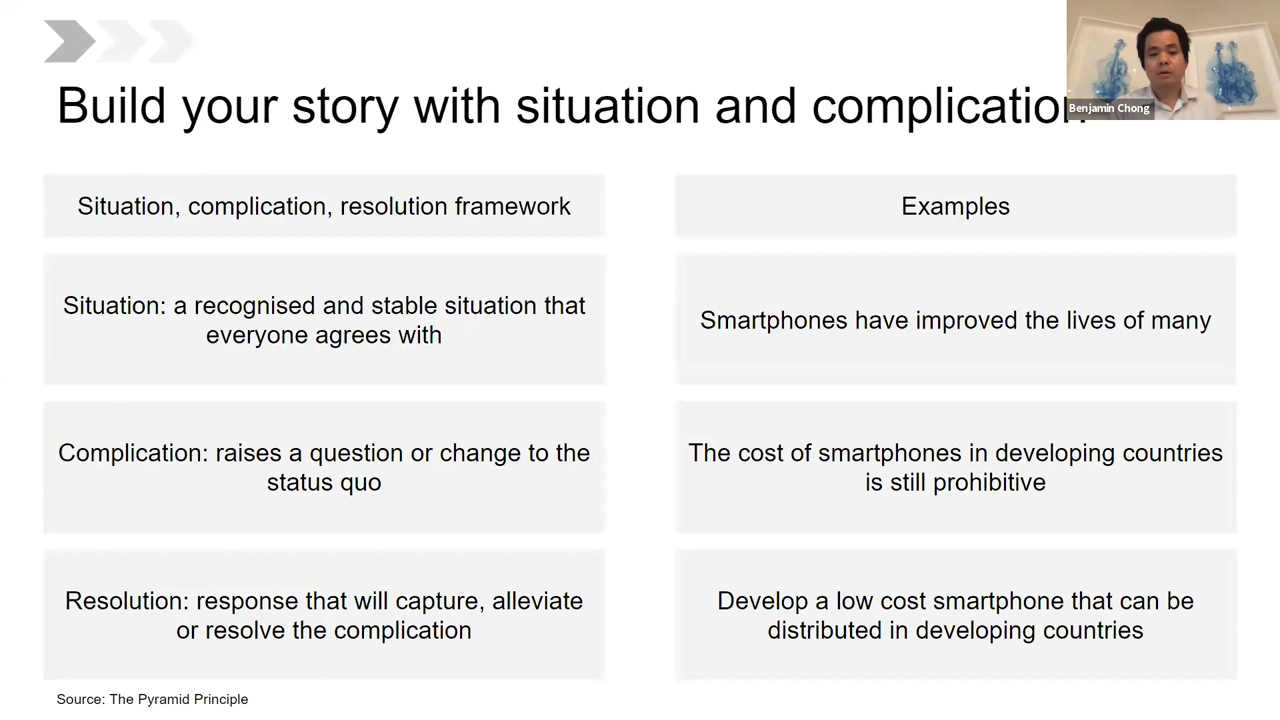 Build your story with situation and complication
Benjamin Chong
Situation, complication, resolution framework
Examples
Situation: a recognised and stable situation that
everyone agrees with
Smartphones have improved the lives of many
Complication: raises a question or change to the
status quo
The cost of smartphones in developing countries
is still prohibitive
Resolution: response that will capture, alleviate
or resolve the complication
Develop a low cost smartphone that can be
distributed in developing countries
Source: The Pyramid Principle